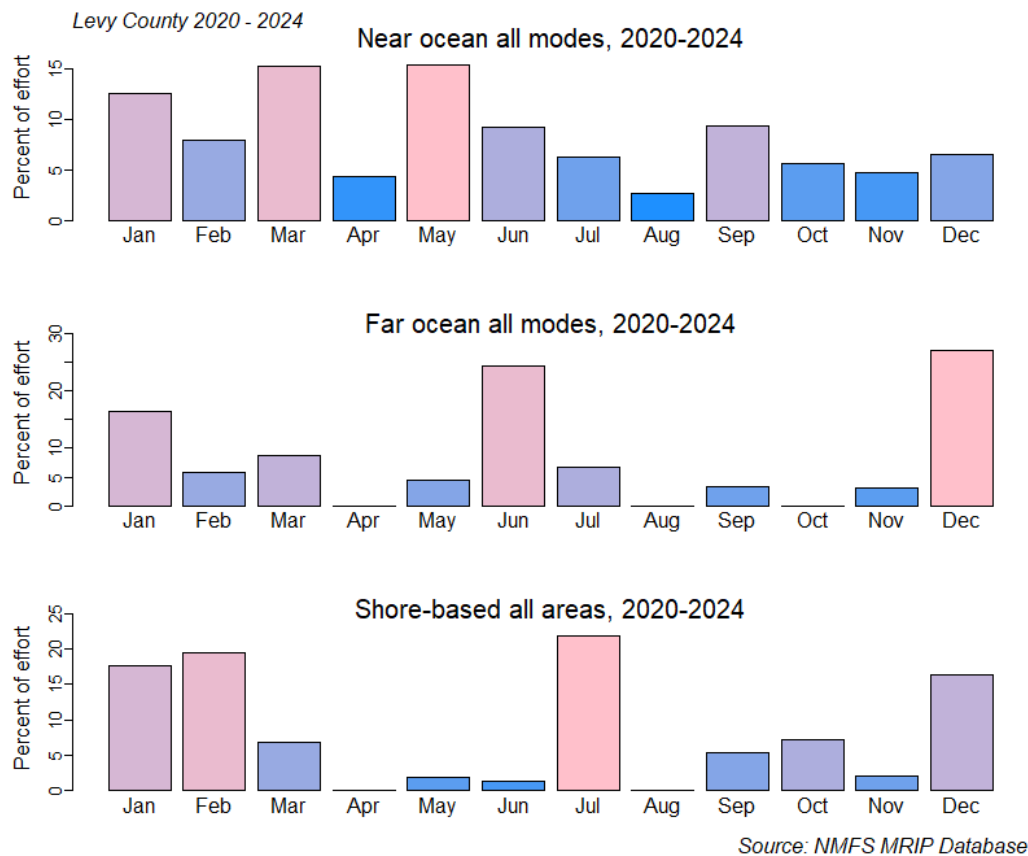 Levy County 2020 - 2024
Near ocean all modes, 2020-2024
Percent of effort
15
10
5
0
Jan Feb Mar Apr May Jun Jul Aug Sep Oct Nov Dec
Far ocean all modes, 2020-2024
Percent of effort
30
20
10
5
0
Jan Feb Mar Apr May Jun Jul Aug Sep Oct Nov Dec
Shore-based all areas, 2020-2024
Percent of effort
25
20
15
10
5
0
Jan Feb Mar Apr May Jun Jul Aug Sep Oct Nov Dec
Source: NMFS MRIP Database